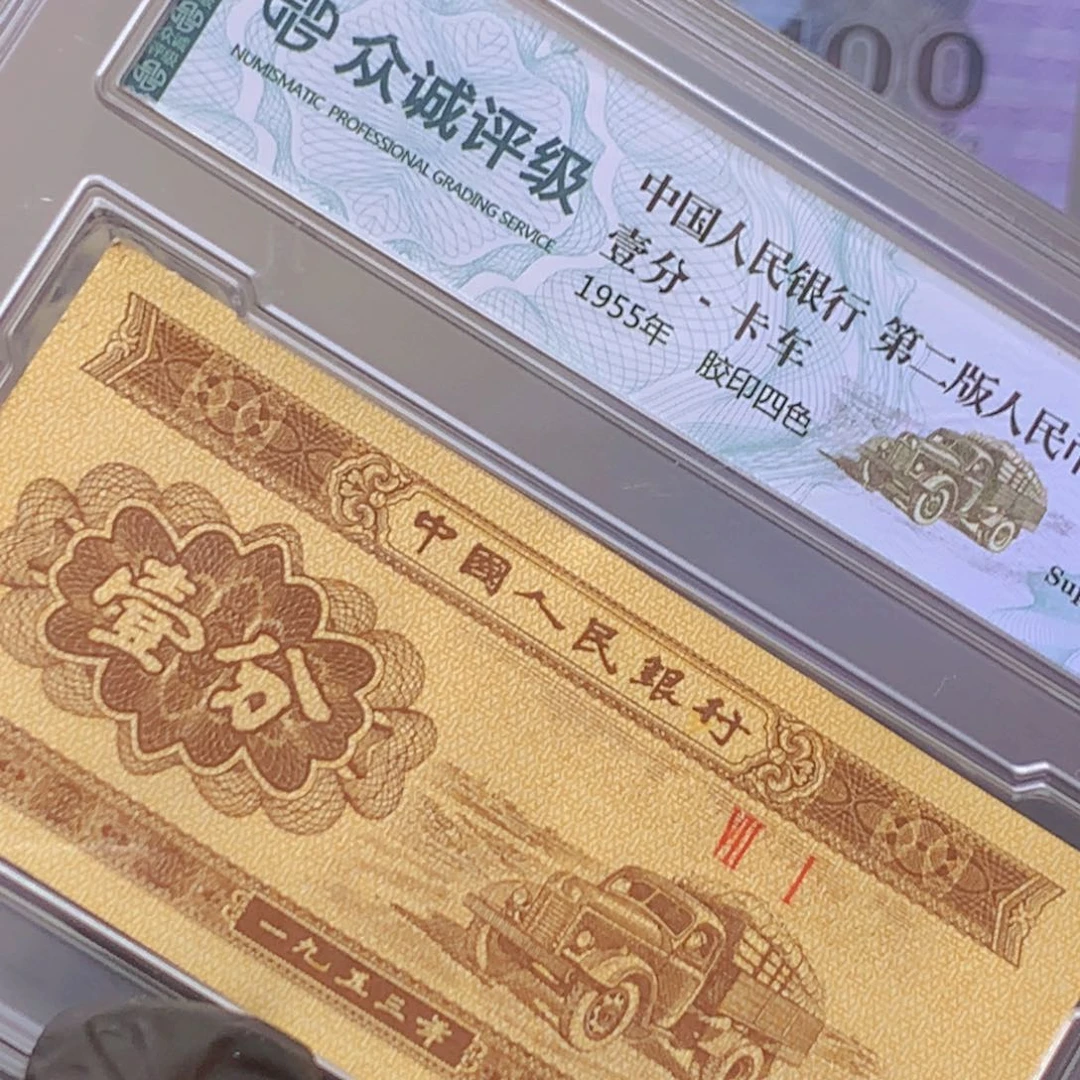 100
众诚评级
NUMISMATIC PROFESSIONAL GRADING SERVICE
中国人民银行 第二版人民币
壹分 - 卡车
1955年 胶印四色
Sup
中國人民銀行
壹分
VII I
一九五三年